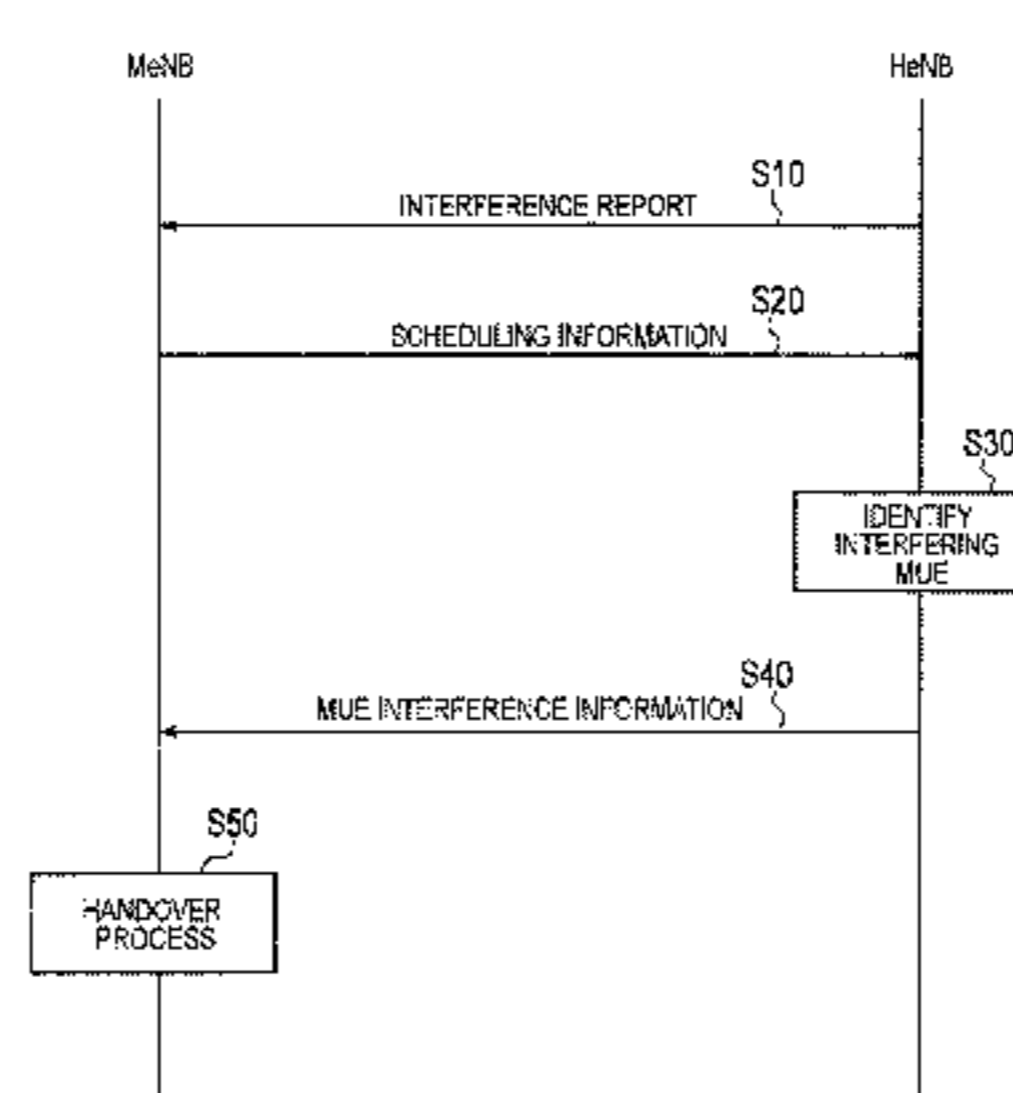 MeNB
HeNB
S10
INTERFERENCE REPORT
S20
SCHEDULING INFORMATION
S30
IDENTIFY
INTERFERING
MUE
S40
MUE INTERFERENCE INFORMATION
S50
HANDOVER
PROCESS